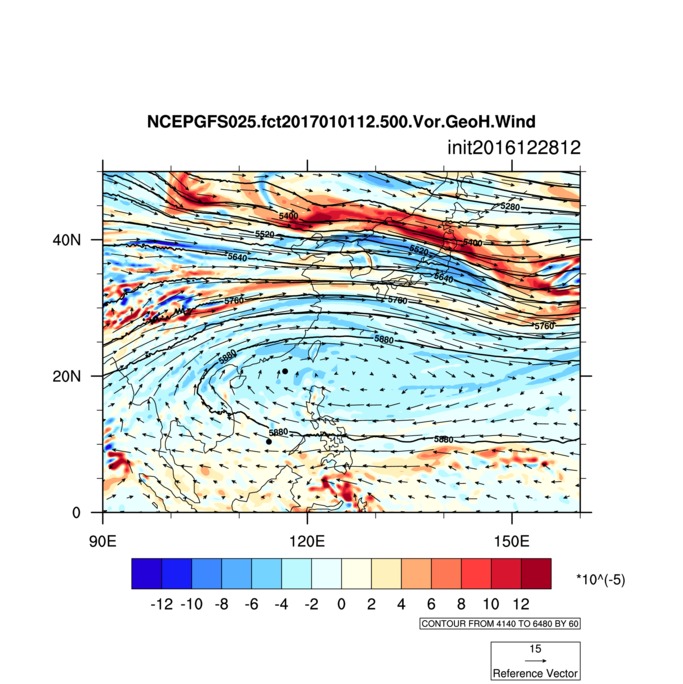 NCEPGFS025.fct2017010112.500.Vor.GeoH.Wind
init2016122812
5280
5400
5520
5400
40N
5640
5520
5640
5760
5760
5760
5880
5880
20N
5880
5880
0
90E 120E 150E
-12 -10 -8 -6 -4 -2 0 2 4 6 8 10 12
*10^(-5)
CONTOUR FROM 4140 TO 6480 BY 60
15
Reference Vector